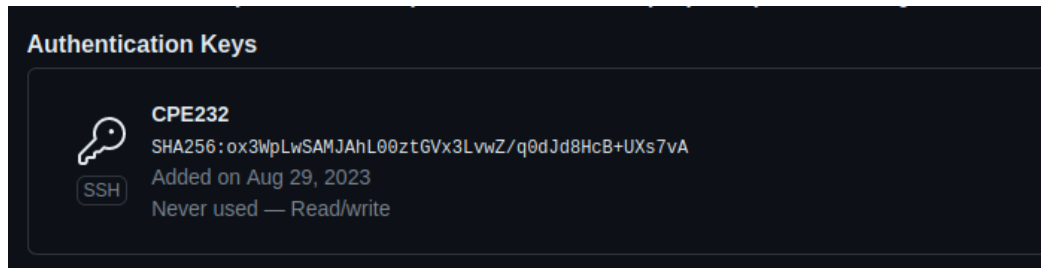 Authentication Keys
CPE232
SHA256:ox3WpLwSAMJAhL00ztGVx3LvwZ/q0dJd8HcB+UXs7vA
SSH
Added on Aug 29, 2023
Never used — Read/write